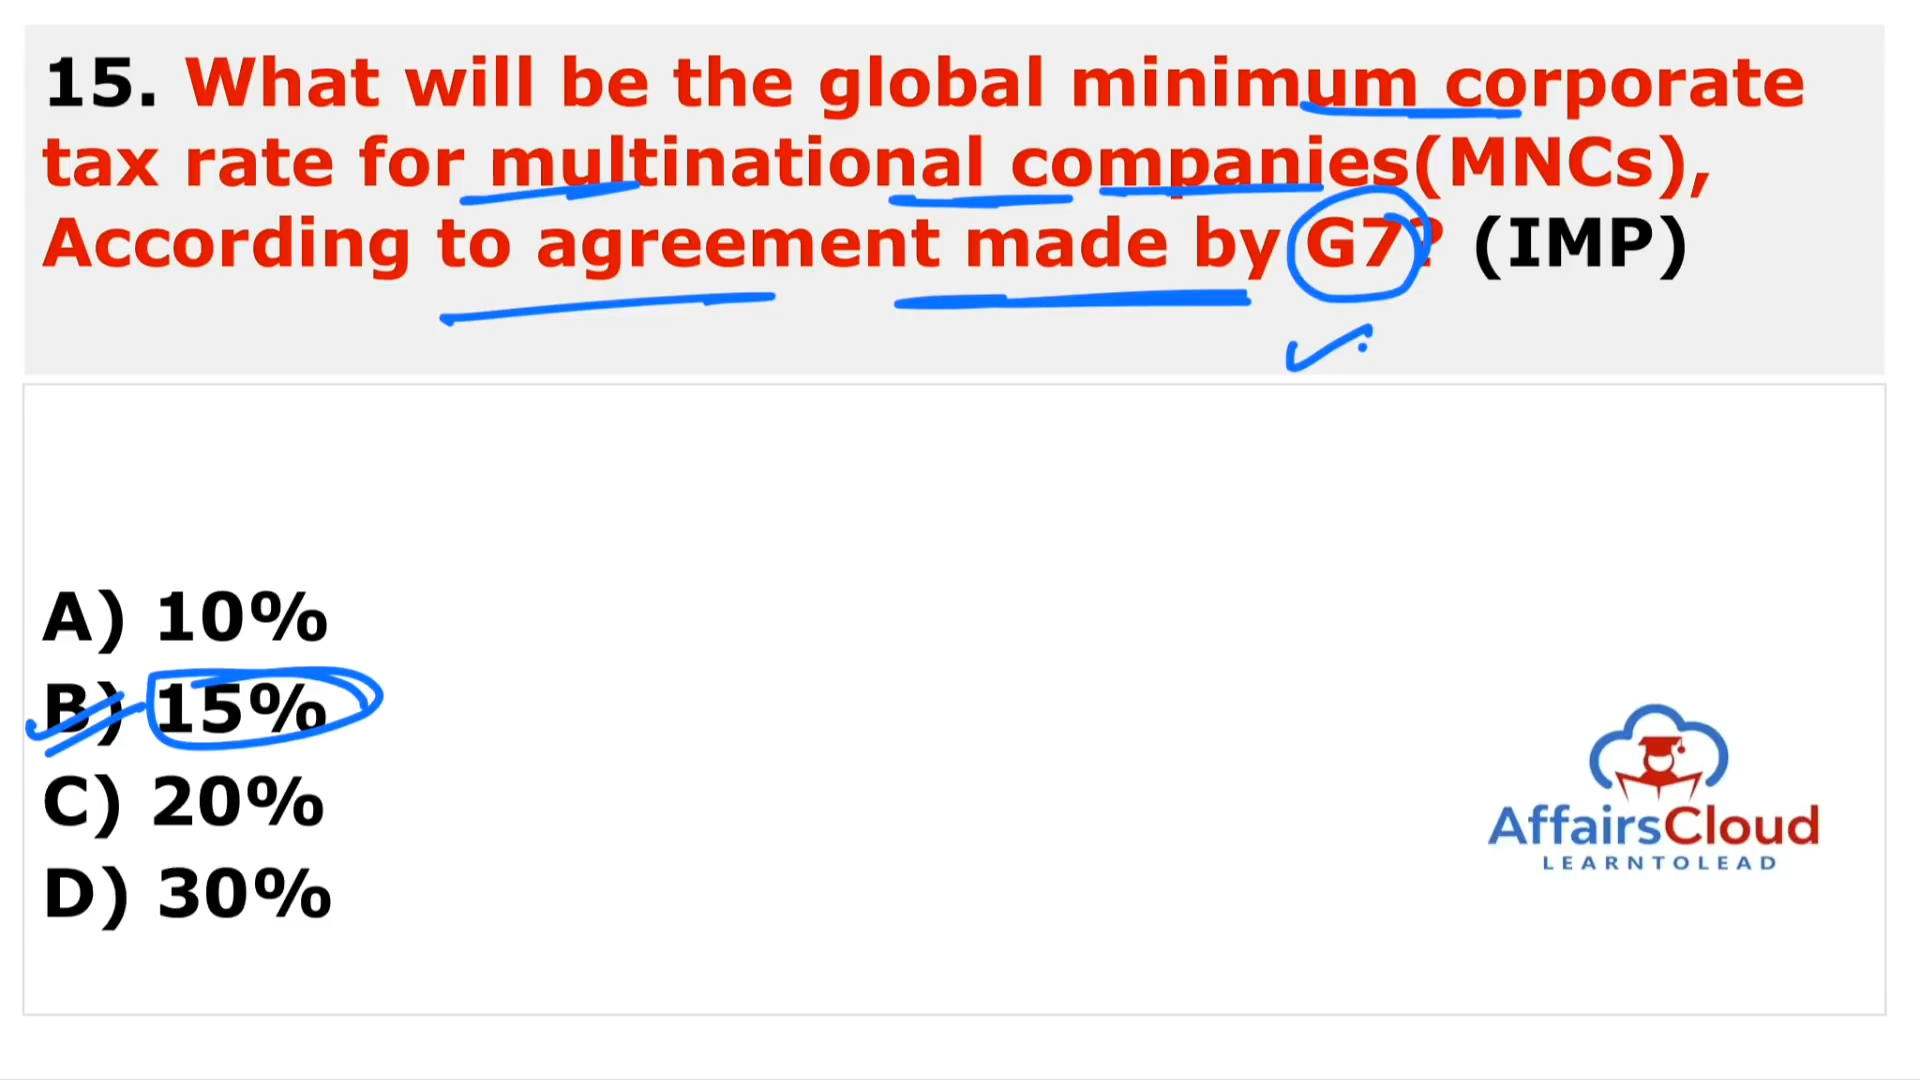 15. What will be the global minimum corporate
tax rate for multinational companies(MNCs),
According to agreement made by G7? (IMP)
A) 10%
B) 15%
C) 20%
D) 30%
AffairsCloud
LEARNTOLEAD